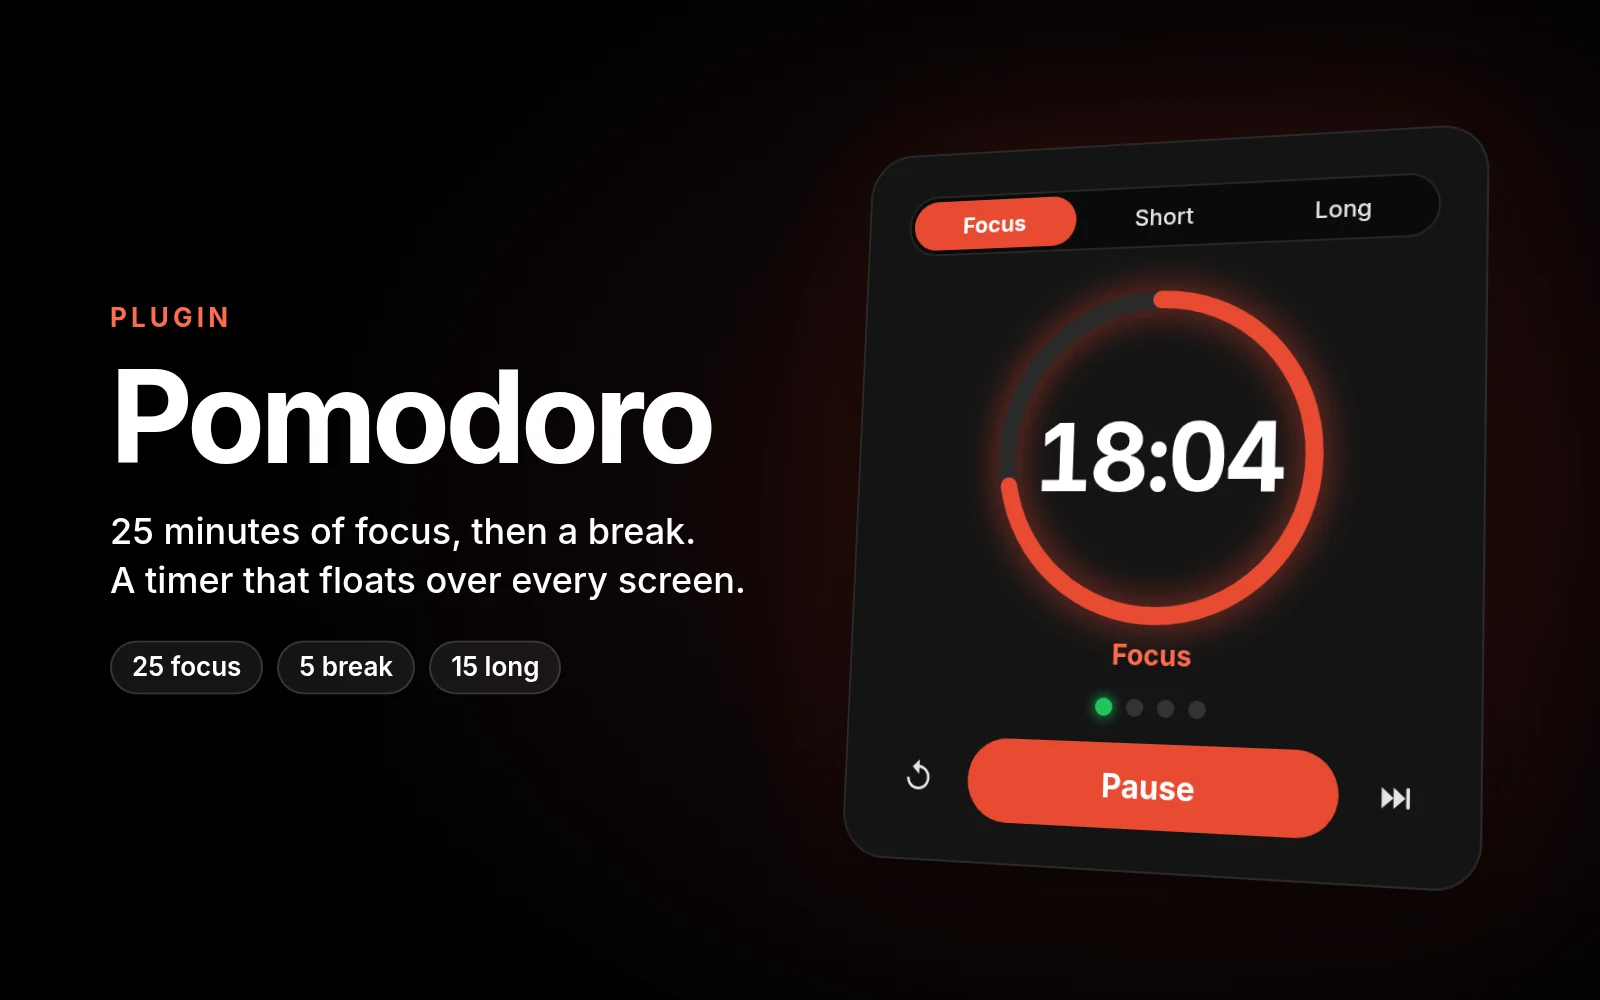 PLUGIN
Pomodoro
25 minutes of focus, then a break.
A timer that floats over every screen.
25 focus
5 break
15 long
Focus
Short
Long
18:04
Focus
Pause